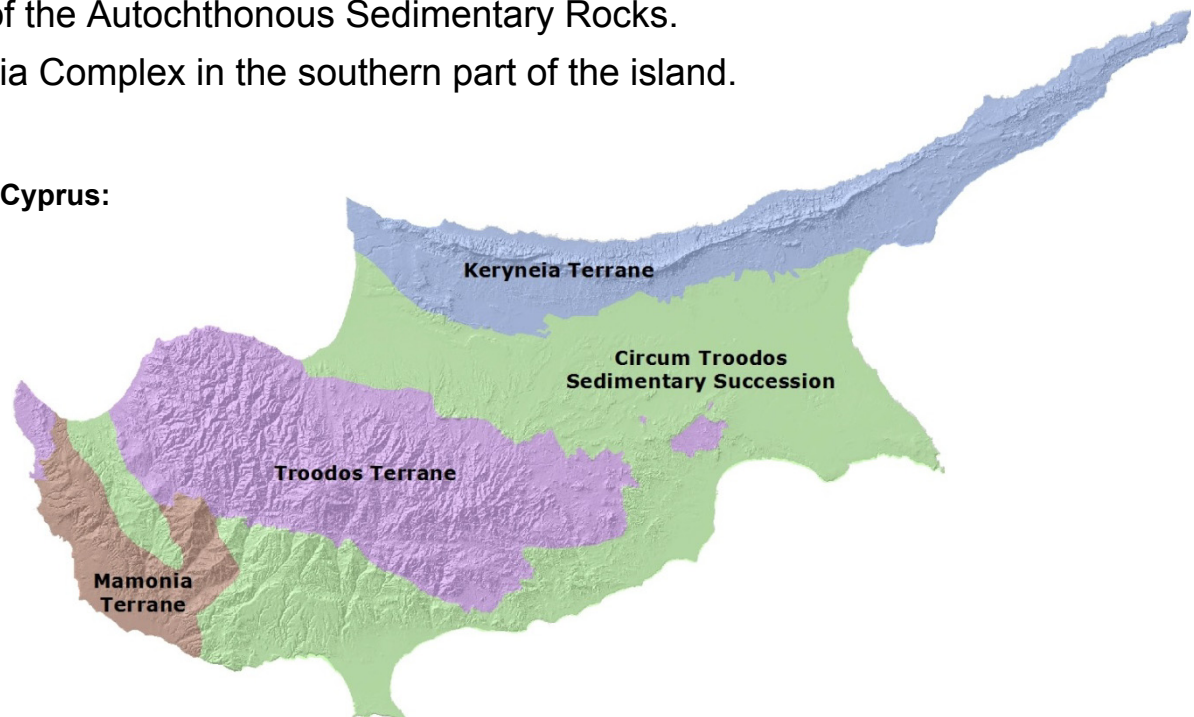 of the Autochthonous Sedimentary Rocks.
ia Complex in the southern part of the island.
Cyprus:
Keryneia Terrane
Circum Troodos
Sedimentary Succession
Troodos Terrane
Mamonia
Terrane